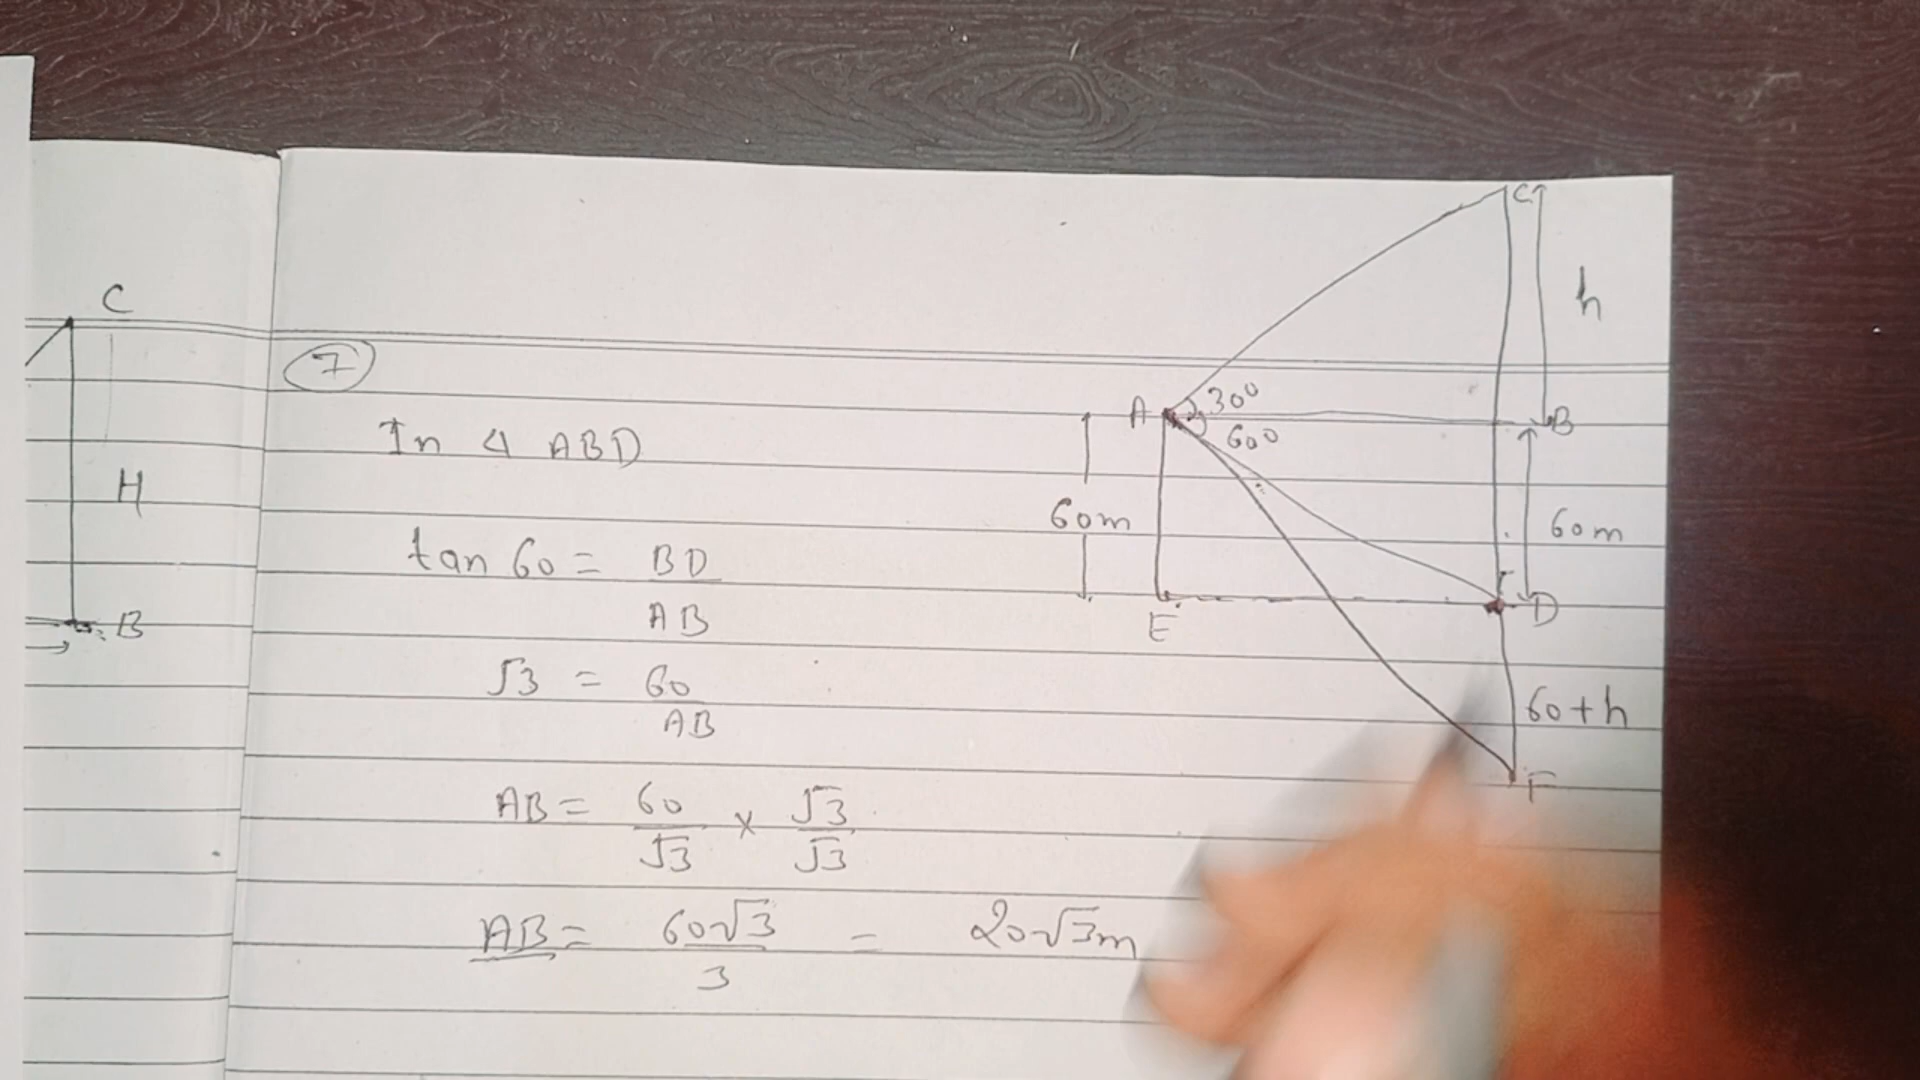 C
H
B
7
In △ ABD
tan 60 = BD
AB
√3 = 60
AB
AB = 60 × √3
√3 √3
AB = 60√3 = 20√3m
3
C
h
A 30°
B
60°
60m
60m
E
D
60+h
F